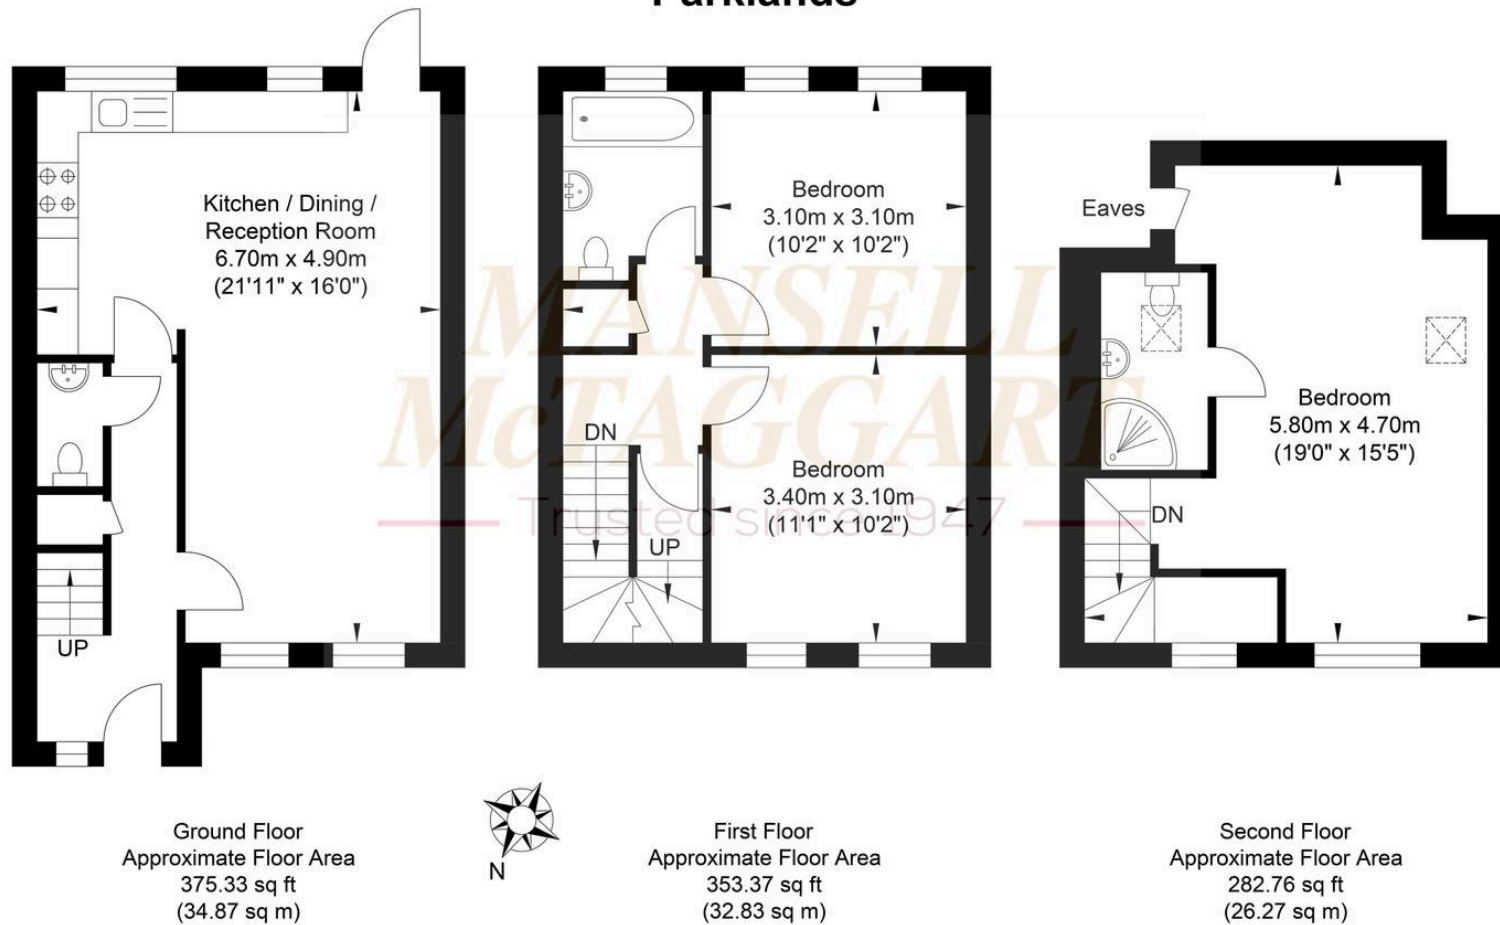 Parklands
Kitchen / Dining /
Reception Room
6.70m x 4.90m
(21'11" x 16'0")
UP
Bedroom
3.10m x 3.10m
(10'2" x 10'2")
DN
Bedroom
3.40m x 3.10m
(11'1" x 10'2")
UP
Eaves
Bedroom
5.80m x 4.70m
(19'0" x 15'5")
DN
MANSELL
McTAGGART
Trusted since 1947
N
Ground Floor
Approximate Floor Area
375.33 sq ft
(34.87 sq m)
First Floor
Approximate Floor Area
353.37 sq ft
(32.83 sq m)
Second Floor
Approximate Floor Area
282.76 sq ft
(26.27 sq m)